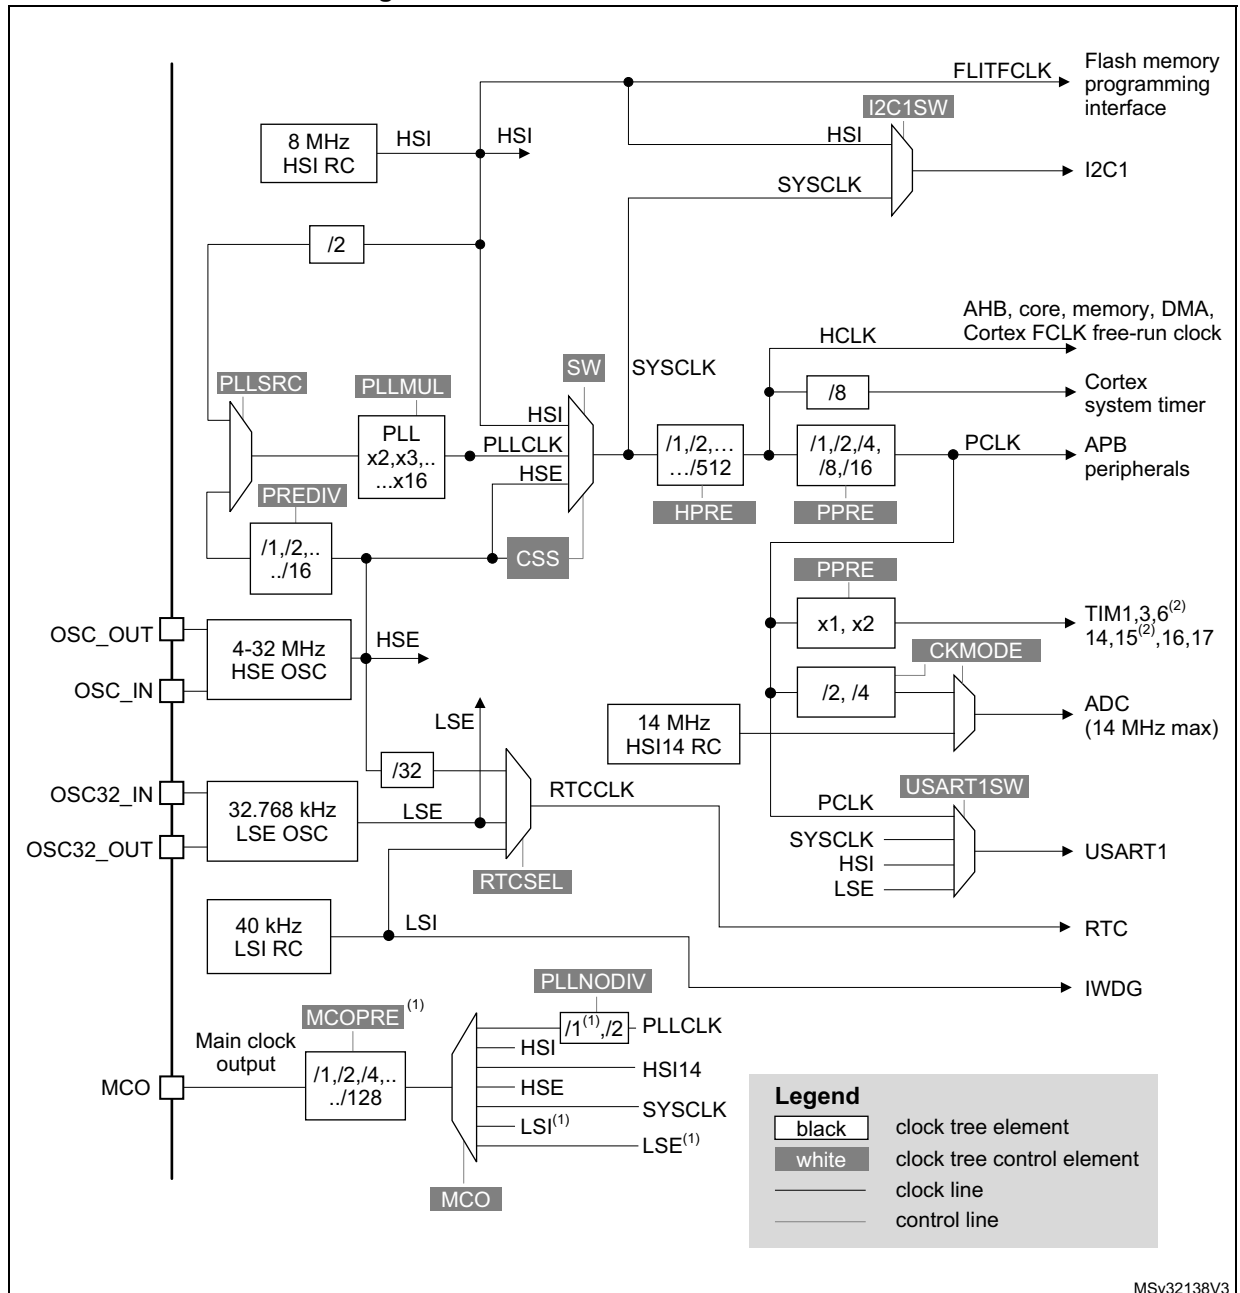 FLITFCLK
Flash memory
programming
interface
I2C1SW
8 MHz
HSI RC
HSI
HSI
HSI
I2C1
SYSCLK
/2
AHB, core, memory, DMA,
Cortex FCLK free-run clock
HCLK
SW
SYSCLK
PLLSRC
PLLMUL
/8
Cortex
system timer
HSI
PLL
x2,x3,..
...x16
PLLCLK
HSE
/1,/2,...
.../512
/1,/2,4,
/8,/16
PCLK
APB
peripherals
PREDIV
HPRE
PPRE
/1,/2,..
../16
CSS
PPRE
OSC_OUT
4-32 MHz
HSE OSC
HSE
x1, x2
TIM1,3,6(2)
14,15(2),16,17
CKMODE
OSC_IN
/2, /4
LSE
14 MHz
HSI14 RC
ADC
(14 MHz max)
/32
OSC32_IN
32.768 kHz
LSE OSC
LSE
RTCCLK
PCLK
USART1SW
OSC32_OUT
SYSCLK
HSI
LSE
USART1
RTCSEL
40 kHz
LSI RC
LSI
RTC
PLLNODIV
IWDG
MCOPRE (1)
/1(1),/2
PLLCLK
Main clock
output
HSI
MCO
/1,/2,/4,..
../128
HSI14
HSE
SYSCLK
LSI(1)
LSE(1)
MCO
Legend
black clock tree element
white clock tree control element
clock line
control line
MSv32138V3